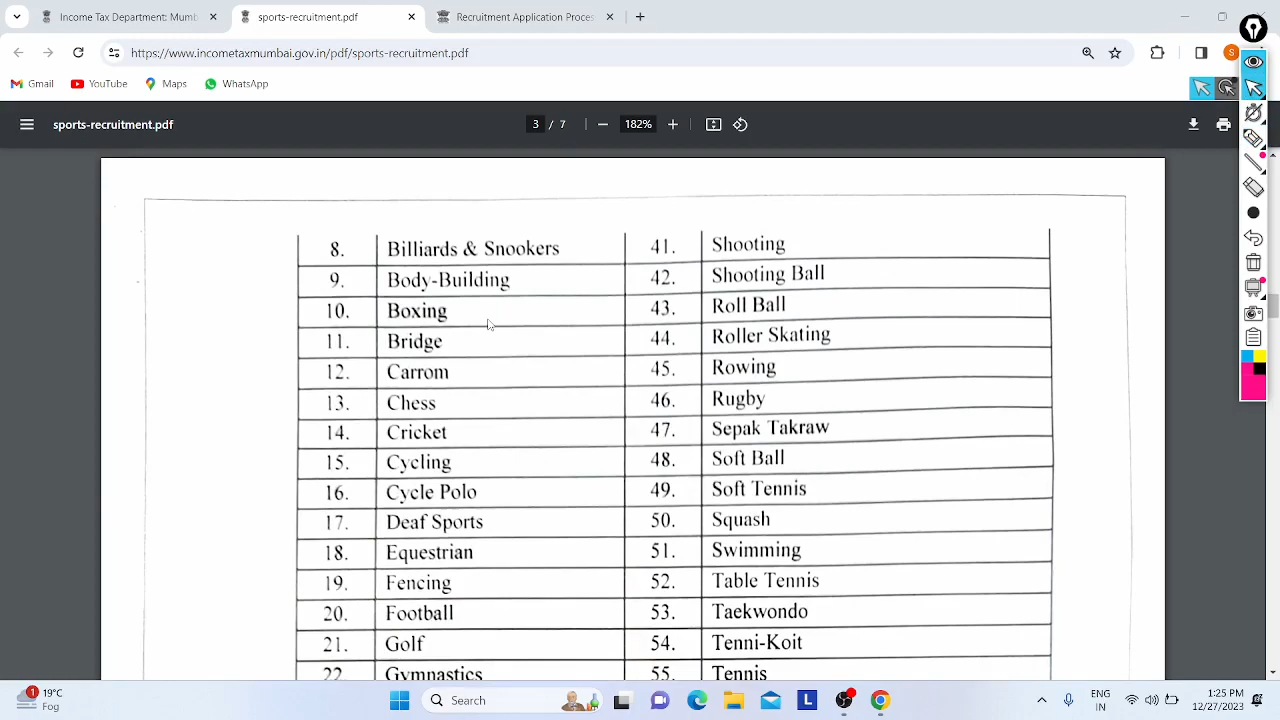 Income Tax Department: Mumb
sports-recruitment.pdf
Recruitment Application Proces
https://www.incometaxmumbai.gov.in/pdf/sports-recruitment.pdf
S
Gmail
YouTube
Maps
WhatsApp
sports-recruitment.pdf
3 / 7
182%
8. Billiards & Snookers 41. Shooting
9. Body-Building 42. Shooting Ball
10. Boxing 43. Roll Ball
11. Bridge 44. Roller Skating
12. Carrom 45. Rowing
13. Chess 46. Rugby
14. Cricket 47. Sepak Takraw
15. Cycling 48. Soft Ball
16. Cycle Polo 49. Soft Tennis
17. Deaf Sports 50. Squash
18. Equestrian 51. Swimming
19. Fencing 52. Table Tennis
20. Football 53. Taekwondo
21. Golf 54. Tenni-Koit
22. Gymnastics 55. Tennis
1
19°C
Fog
Search
L
ENG
IN
1:25 PM
12/27/2023